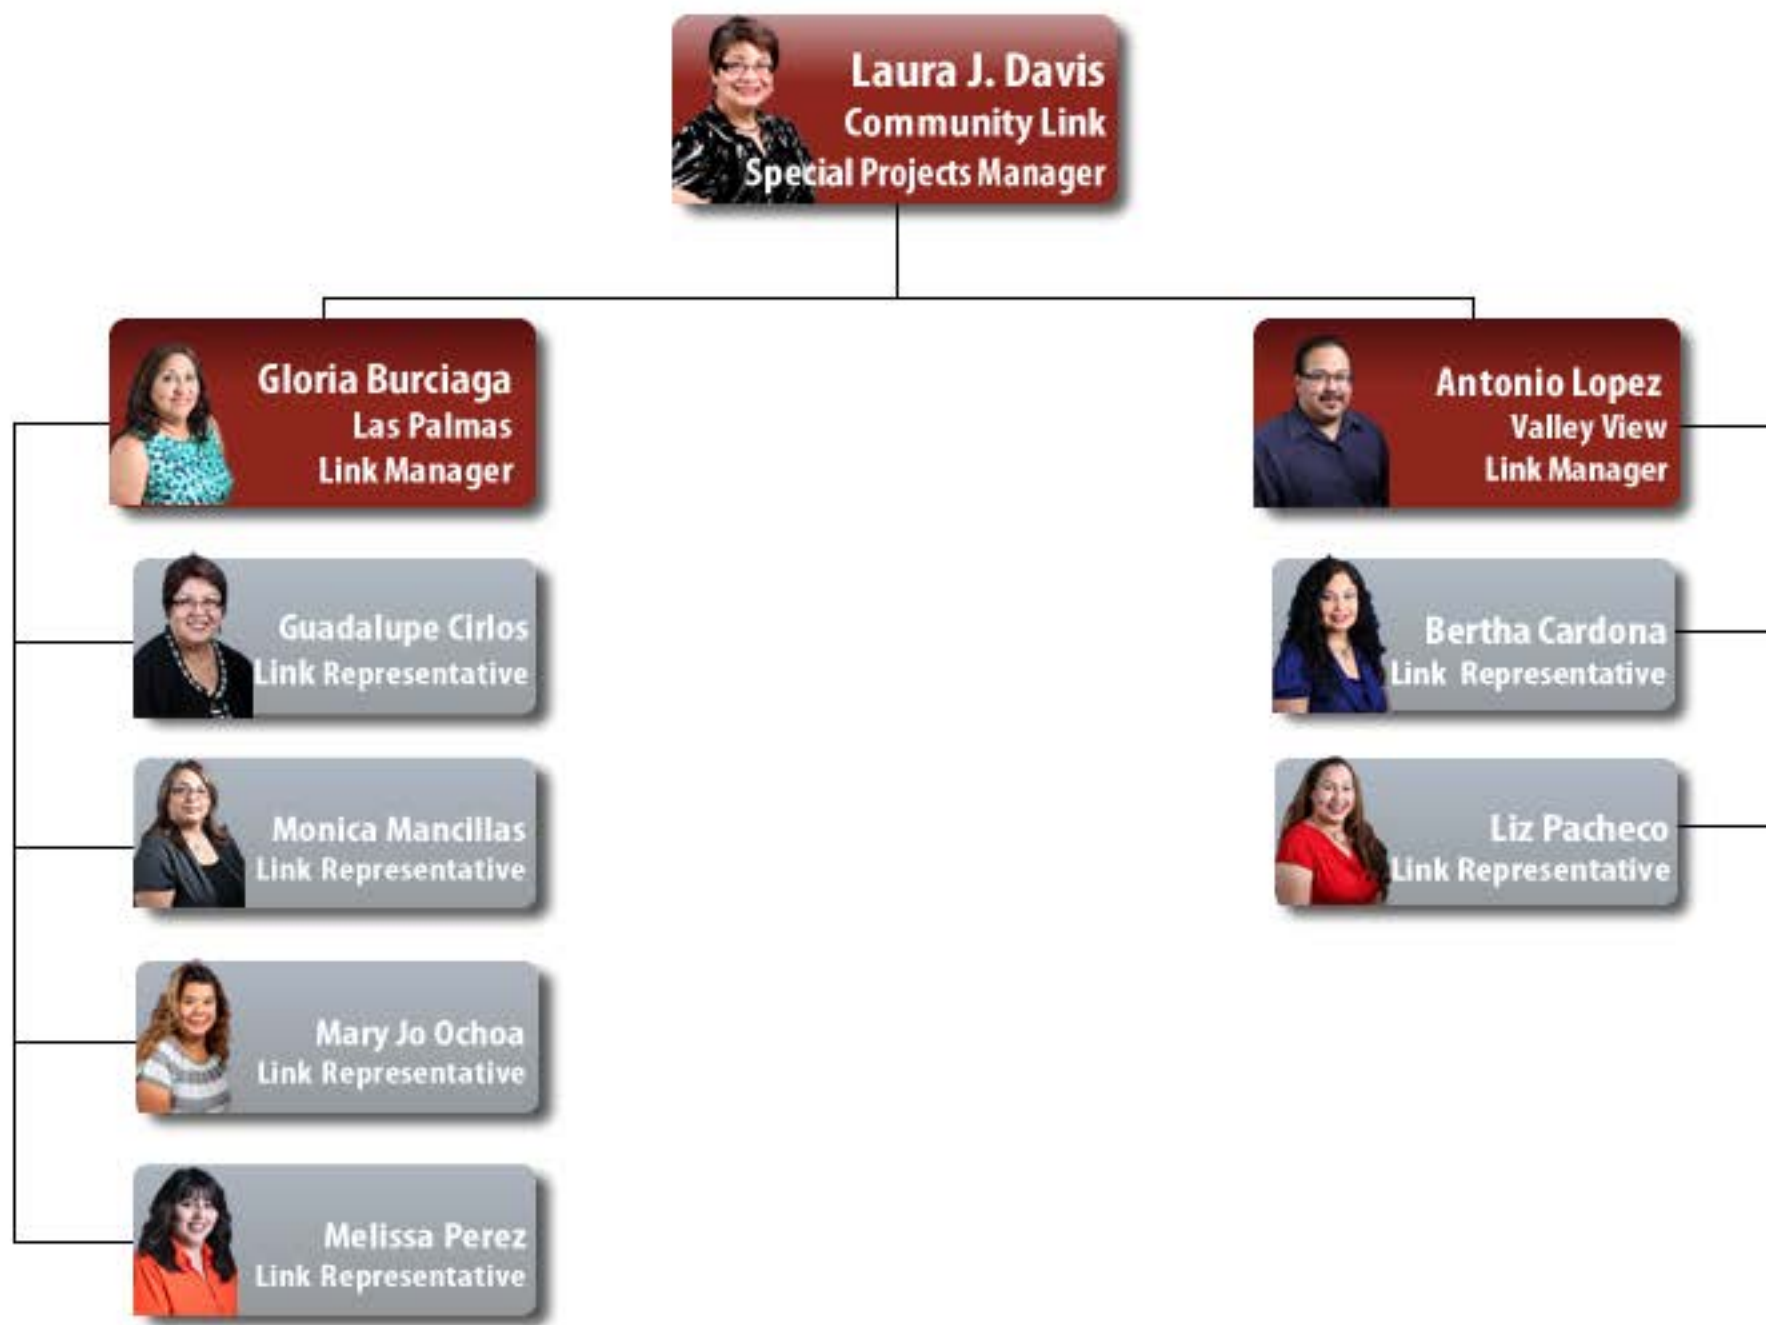 Laura J. Davis
Community Link
Special Projects Manager
Gloria Burciaga
Las Palmas
Link Manager
Guadalupe Cirlos
Link Representative
Monica Mancillas
Link Representative
Mary Jo Ochoa
Link Representative
Melissa Perez
Link Representative
Antonio Lopez
Valley View
Link Manager
Bertha Cardona
Link Representative
Liz Pacheco
Link Representative